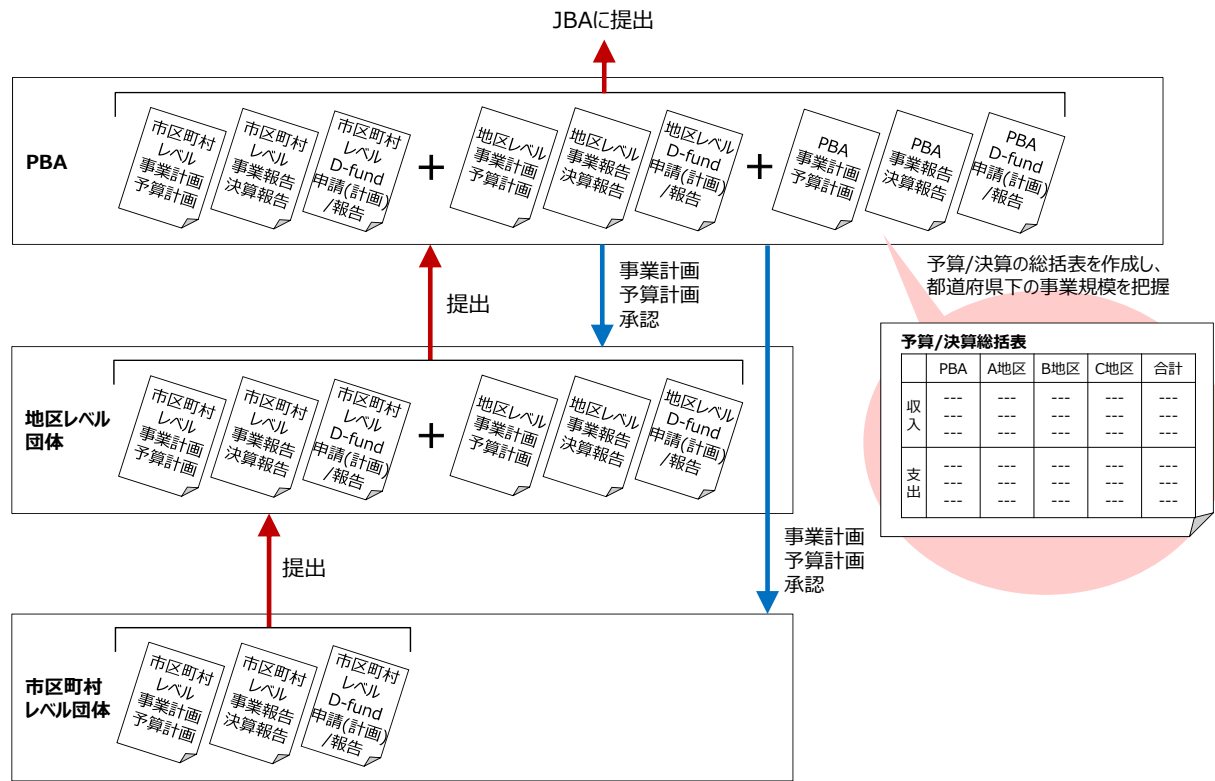 JBAに提出
PBA
市区町村
レベル
事業計画
予算計画
市区町村
レベル
事業報告
決算報告
市区町村
レベル
D-fund
申請(計画)
/報告
+
地区レベル
事業計画
予算計画
地区レベル
事業報告
決算報告
地区レベル
D-fund
申請(計画)
/報告
+
PBA
事業計画
予算計画
PBA
事業報告
決算報告
PBA
D-fund
申請(計画)
/報告
提出
事業計画
予算計画
承認
予算/決算の総括表を作成し、
都道府県下の事業規模を把握
予算/決算総括表
PBA A地区 B地区 C地区 合計
収入
--- --- --- --- ---
--- --- --- --- ---
--- --- --- --- ---
支出
--- --- --- --- ---
--- --- --- --- ---
--- --- --- --- ---
地区レベル
団体
市区町村
レベル
事業計画
予算計画
市区町村
レベル
事業報告
決算報告
市区町村
レベル
D-fund
申請(計画)
/報告
+
地区レベル
事業計画
予算計画
地区レベル
事業報告
決算報告
地区レベル
D-fund
申請(計画)
/報告
提出
事業計画
予算計画
承認
市区町村
レベル団体
市区町村
レベル
事業計画
予算計画
市区町村
レベル
事業報告
決算報告
市区町村
レベル
D-fund
申請(計画)
/報告